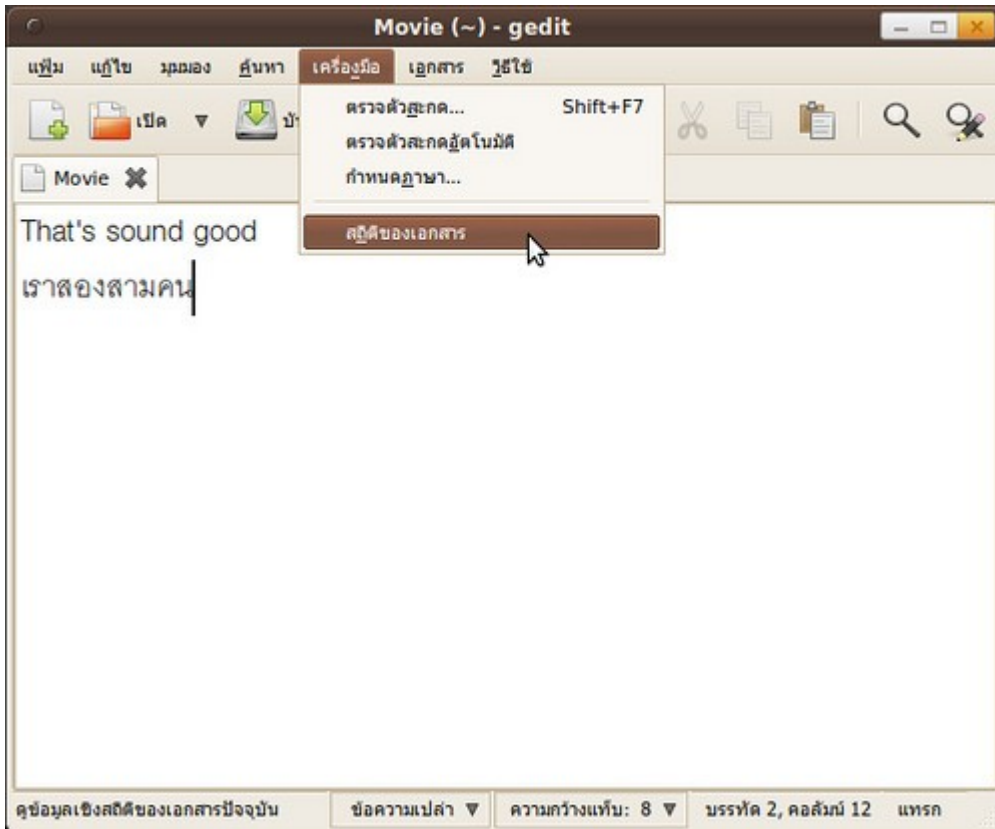 Movie (~) - gedit
แฟ้ม แก้ไข มุมมอง ค้นหา เครื่องมือ เอกสาร วิธีใช้
เปิด
ตรวจตัวสะกด... Shift+F7
ตรวจตัวสะกดอัตโนมัติ
กำหนดภาษา...
สถิติของเอกสาร
Movie
That's sound good
เราสองสามคน
ดูข้อมูลเชิงสถิติของเอกสารปัจจุบัน ข้อความเปล่า ความกว้างแท็บ: 8 บรรทัด 2, คอลัมน์ 12 แทรก